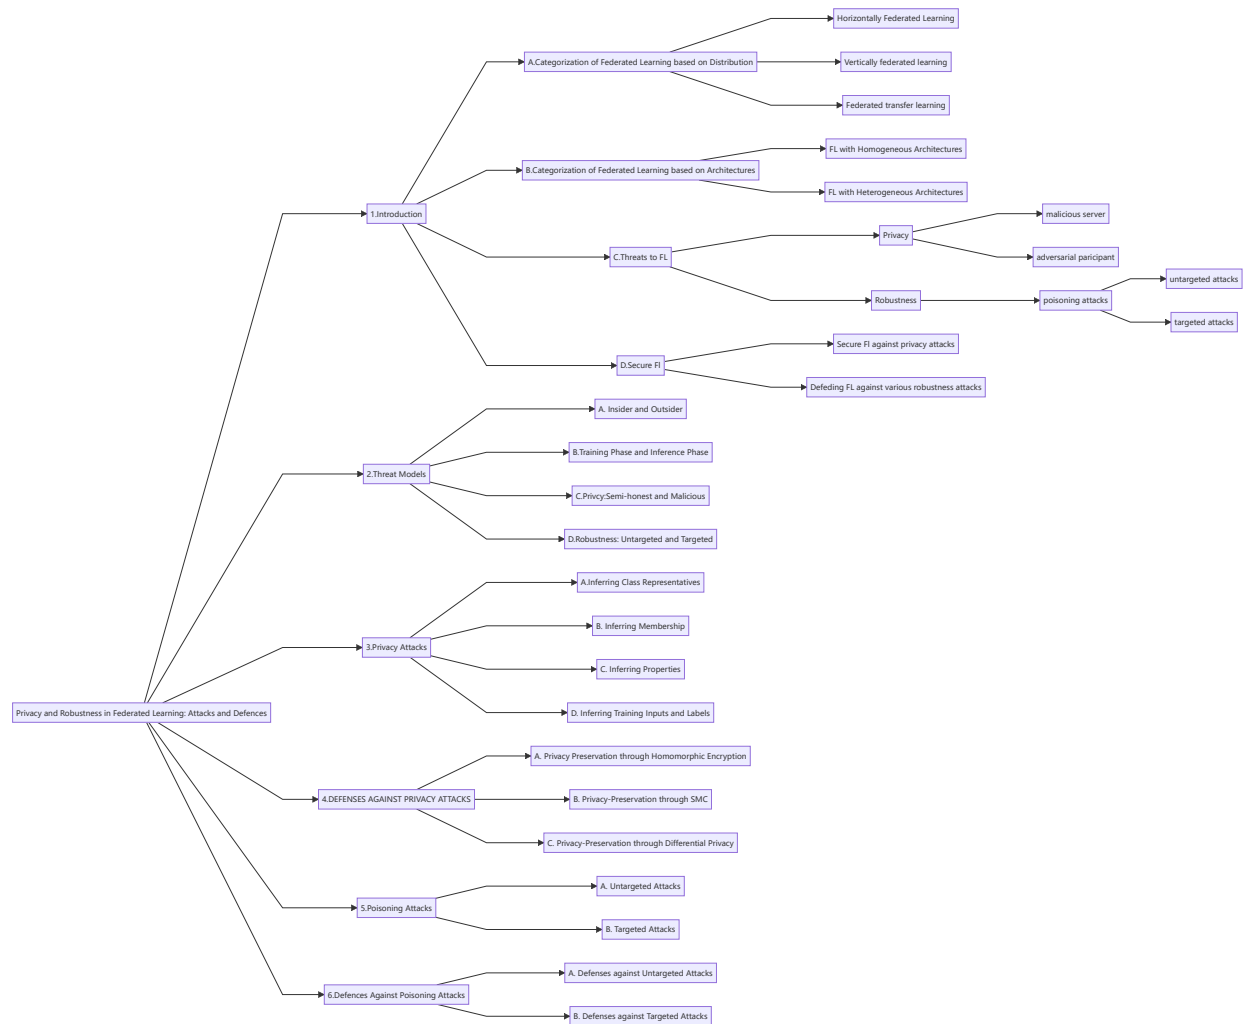 Privacy and Robustness in Federated Learning: Attacks and Defences
1.Introduction
A.Categorization of Federated Learning based on Distribution
Horizontally Federated Learning
Vertically federated learning
Federated transfer learning
B.Categorization of Federated Learning based on Architectures
FL with Homogeneous Architectures
FL with Heterogeneous Architectures
C.Threats to FL
Privacy
malicious server
adversarial paricipant
Robustness
poisoning attacks
untargeted attacks
targeted attacks
D.Secure Fl
Secure Fl against privacy attacks
Defeding FL against various robustness attacks
2.Threat Models
A. Insider and Outsider
B.Training Phase and Inference Phase
C.Privcy:Semi-honest and Malicious
D.Robustness: Untargeted and Targeted
3.Privacy Attacks
A.Inferring Class Representatives
B. Inferring Membership
C. Inferring Properties
D. Inferring Training Inputs and Labels
4.DEFENSES AGAINST PRIVACY ATTACKS
A. Privacy Preservation through Homomorphic Encryption
B. Privacy-Preservation through SMC
C. Privacy-Preservation through Differential Privacy
5.Poisoning Attacks
A. Untargeted Attacks
B. Targeted Attacks
6.Defences Against Poisoning Attacks
A. Defenses against Untargeted Attacks
B. Defenses against Targeted Attacks